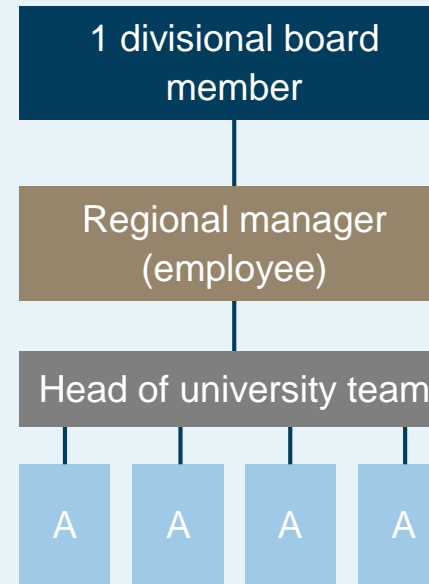 1 divisional board
member
Regional manager
(employee)
Head of university team
A A A A